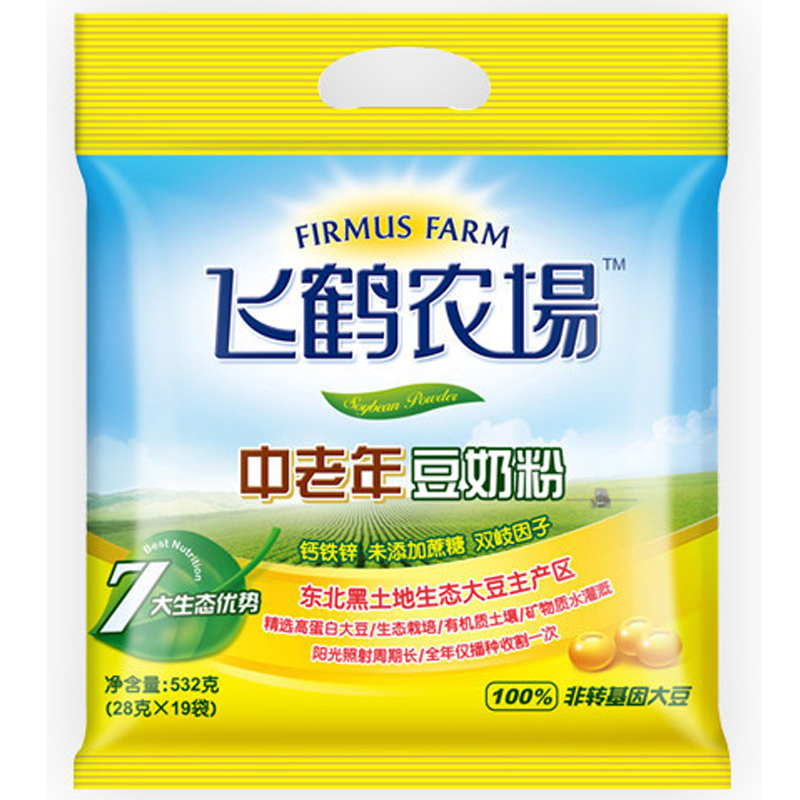 FIRMUS FARM
飞鹤农場™
Soybean Powder
中老年豆奶粉
钙铁锌 未添加蔗糖 双歧因子
Best Nutrition
7大生态优势
东北黑土地生态大豆主产区
精选高蛋白大豆/生态栽培/有机质土壤/矿物质水灌溉
阳光照射周期长/全年仅播种收割一次
净含量:532克
(28克×19袋)
100% 非转基因大豆